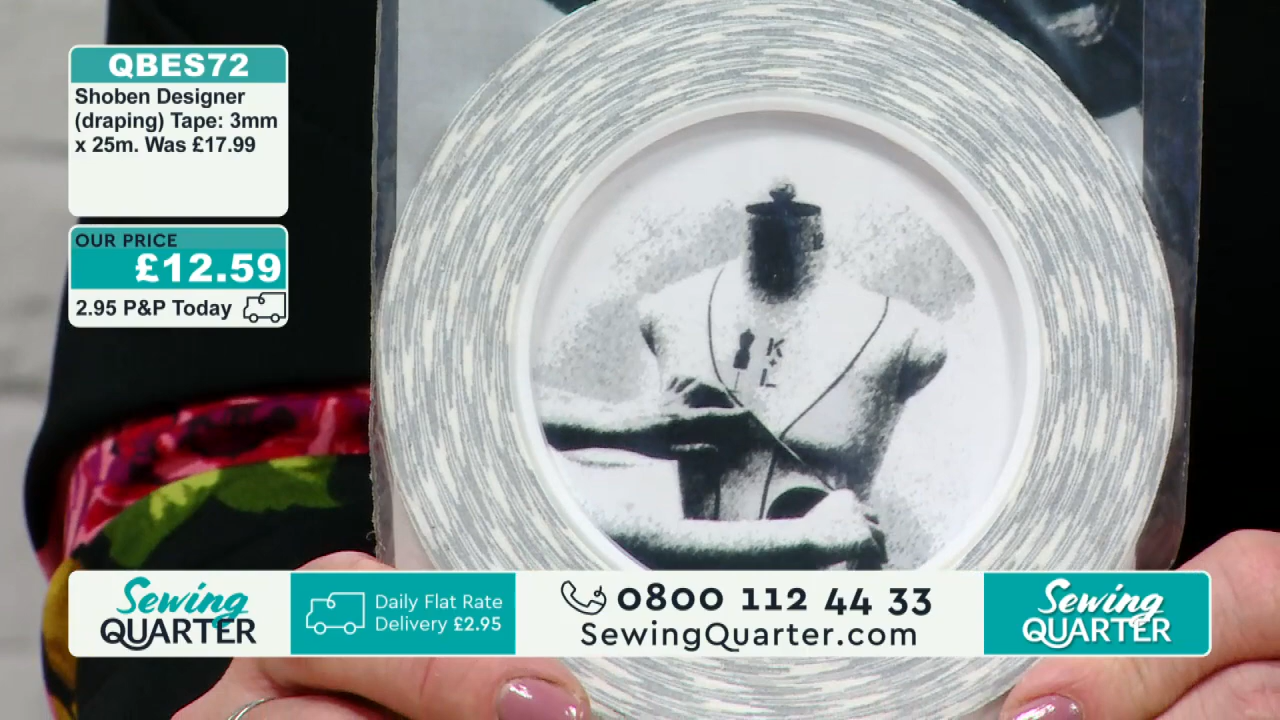 QBES72
Shoben Designer
(draping) Tape: 3mm
x 25m. Was £17.99
OUR PRICE
£12.59
2.95 P&P Today
K
L
Sewing
QUARTER
Daily Flat Rate
Delivery £2.95
0800 112 44 33
SewingQuarter.com
Sewing
QUARTER